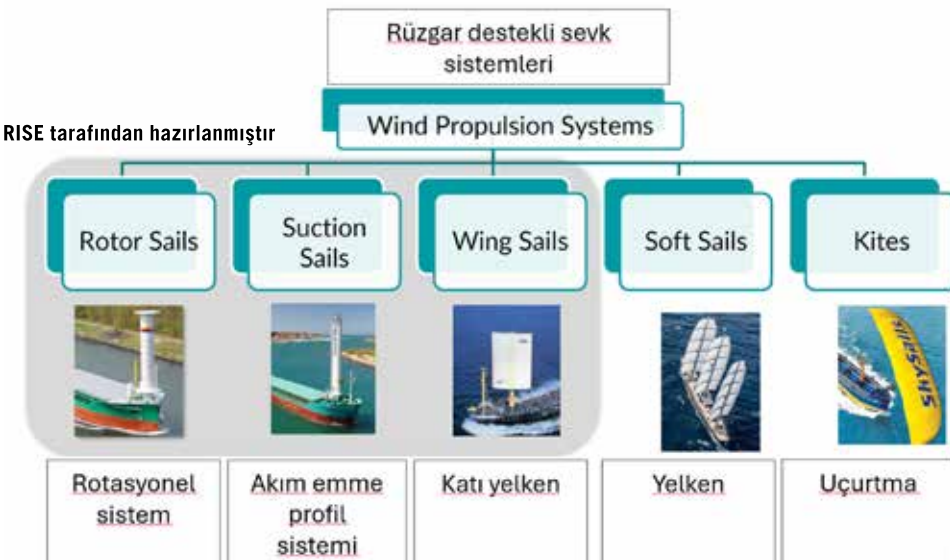 Rüzgar destekli sevk
sistemleri
RISE tarafından hazırlanmıştır
Wind Propulsion Systems
Rotor Sails
Suction
Sails
Wing Sails
Soft Sails
Kites
SkySails
Rotasyonel
sistem
Akım emme
profil
sistemi
Katı yelken
Yelken
Uçurtma